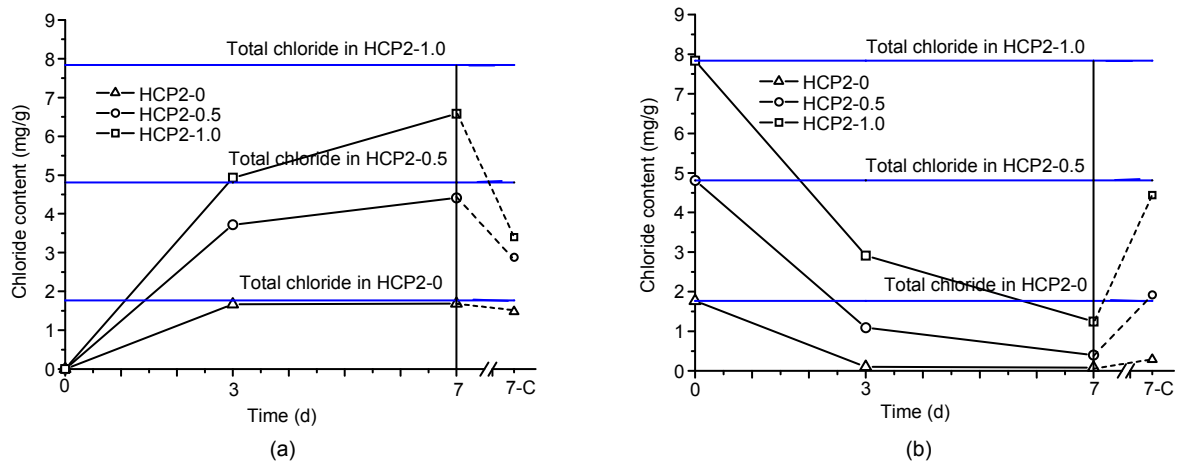 9
8
7
6
5
4
3
2
1
0
Chloride content (mg/g)
Total chloride in HCP2-1.0
HCP2-0
HCP2-0.5
HCP2-1.0
Total chloride in HCP2-0.5
Total chloride in HCP2-0
0 3 7 7-C
Time (d)
(a)
9
8
7
6
5
4
3
2
1
0
Chloride content (mg/g)
Total chloride in HCP2-1.0
HCP2-0
HCP2-0.5
HCP2-1.0
Total chloride in HCP2-0.5
Total chloride in HCP2-0
0 3 7 7-C
Time (d)
(b)